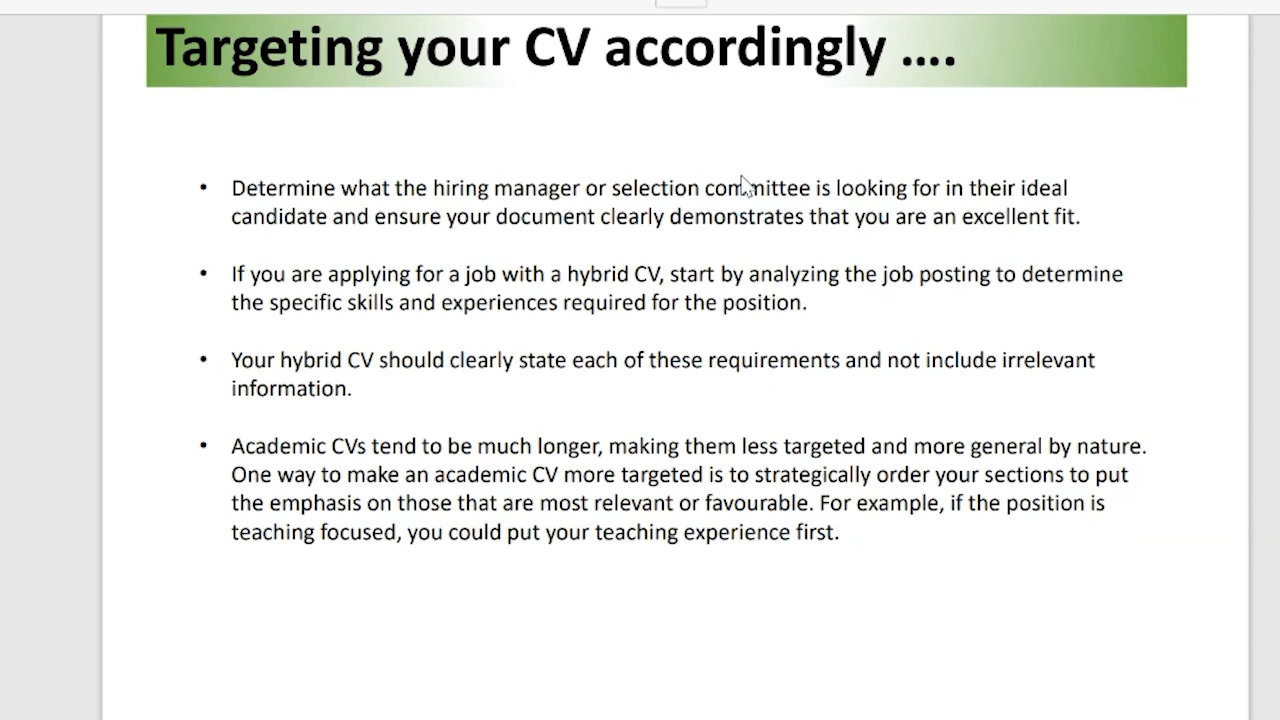 Targeting your CV accordingly ....
• Determine what the hiring manager or selection committee is looking for in their ideal
candidate and ensure your document clearly demonstrates that you are an excellent fit.
• If you are applying for a job with a hybrid CV, start by analyzing the job posting to determine
the specific skills and experiences required for the position.
• Your hybrid CV should clearly state each of these requirements and not include irrelevant
information.
• Academic CVs tend to be much longer, making them less targeted and more general by nature.
One way to make an academic CV more targeted is to strategically order your sections to put
the emphasis on those that are most relevant or favourable. For example, if the position is
teaching focused, you could put your teaching experience first.